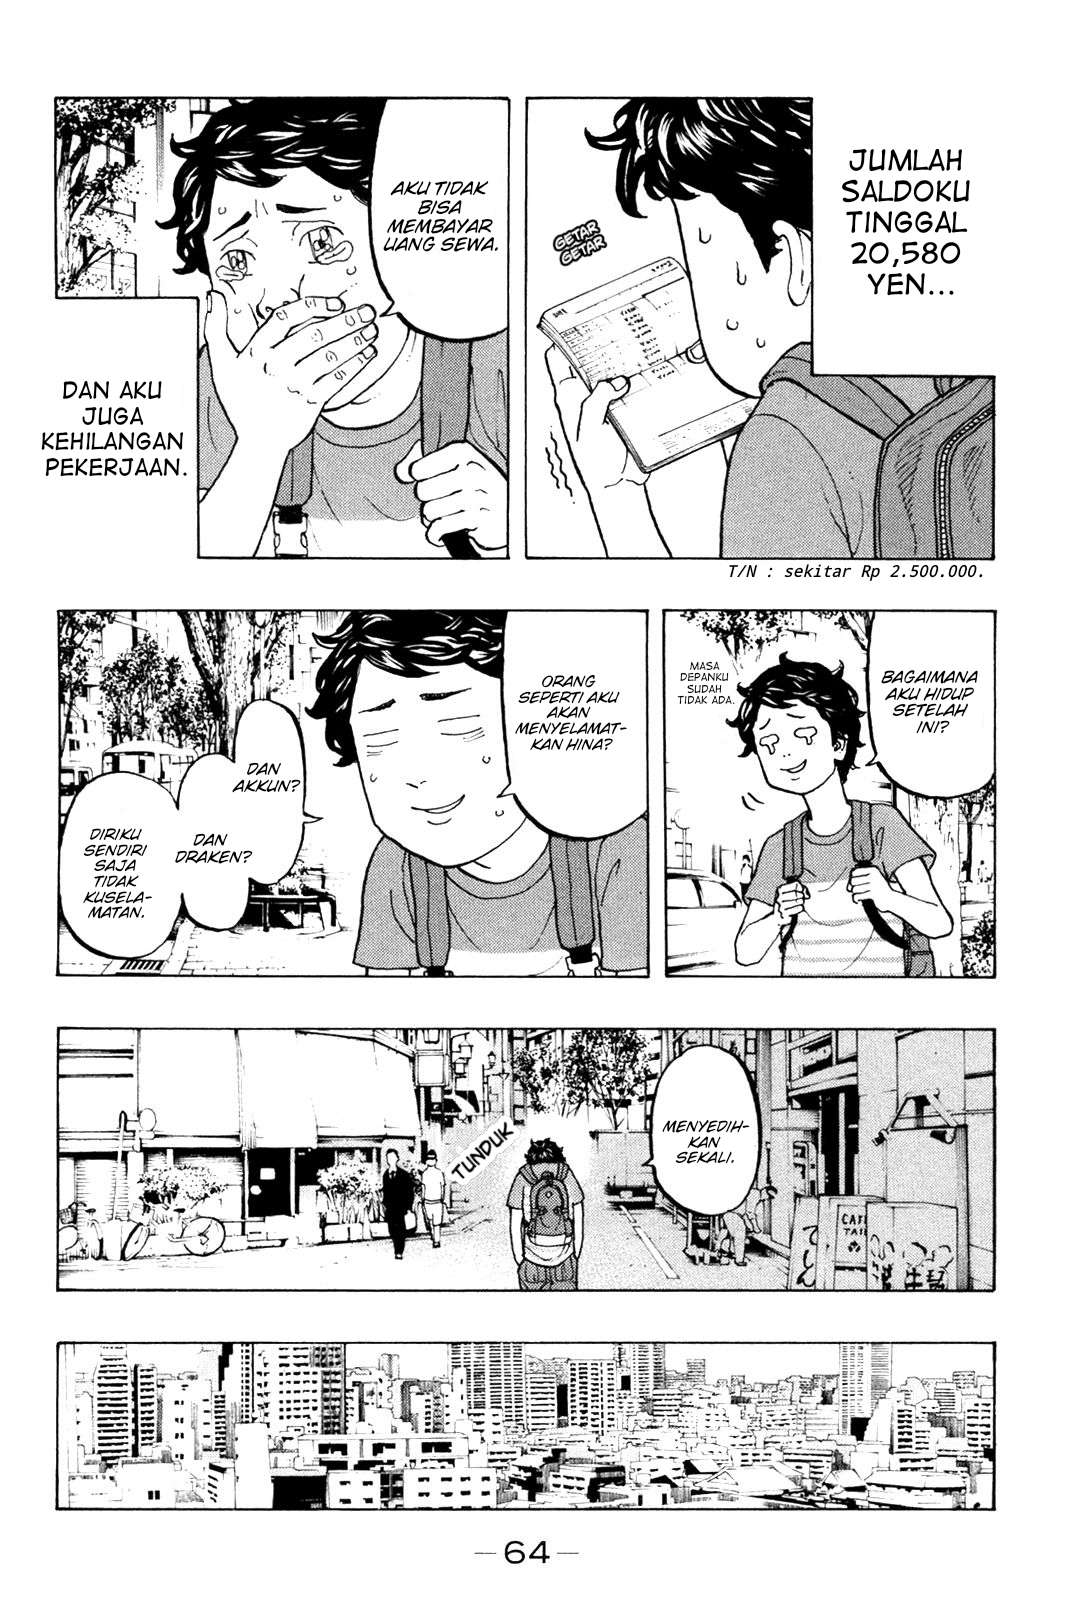 JUMLAH
SALDOKU
TINGGAL
20,580
YEN...
GETAR
GETAR
T/N : sekitar Rp 2.500.000.
AKU TIDAK
BISA
MEMBAYAR
UANG SEWA.
DAN AKU
JUGA
KEHILANGAN
PEKERJAAN.
BAGAIMANA
AKU HIDUP
SETELAH
INI?
MASA
DEPANKU
SUDAH
TIDAK ADA.
ORANG
SEPERTI AKU
AKAN
MENYELAMAT-
KAN HINA?
DAN
AKKUN?
DAN
DRAKEN?
DIRIKU
SENDIRI
SAJA
TIDAK
KUSELA-
MATAN.
MENYEDIH-
KAN
SEKALI.
TUNDUK
CAFE
64